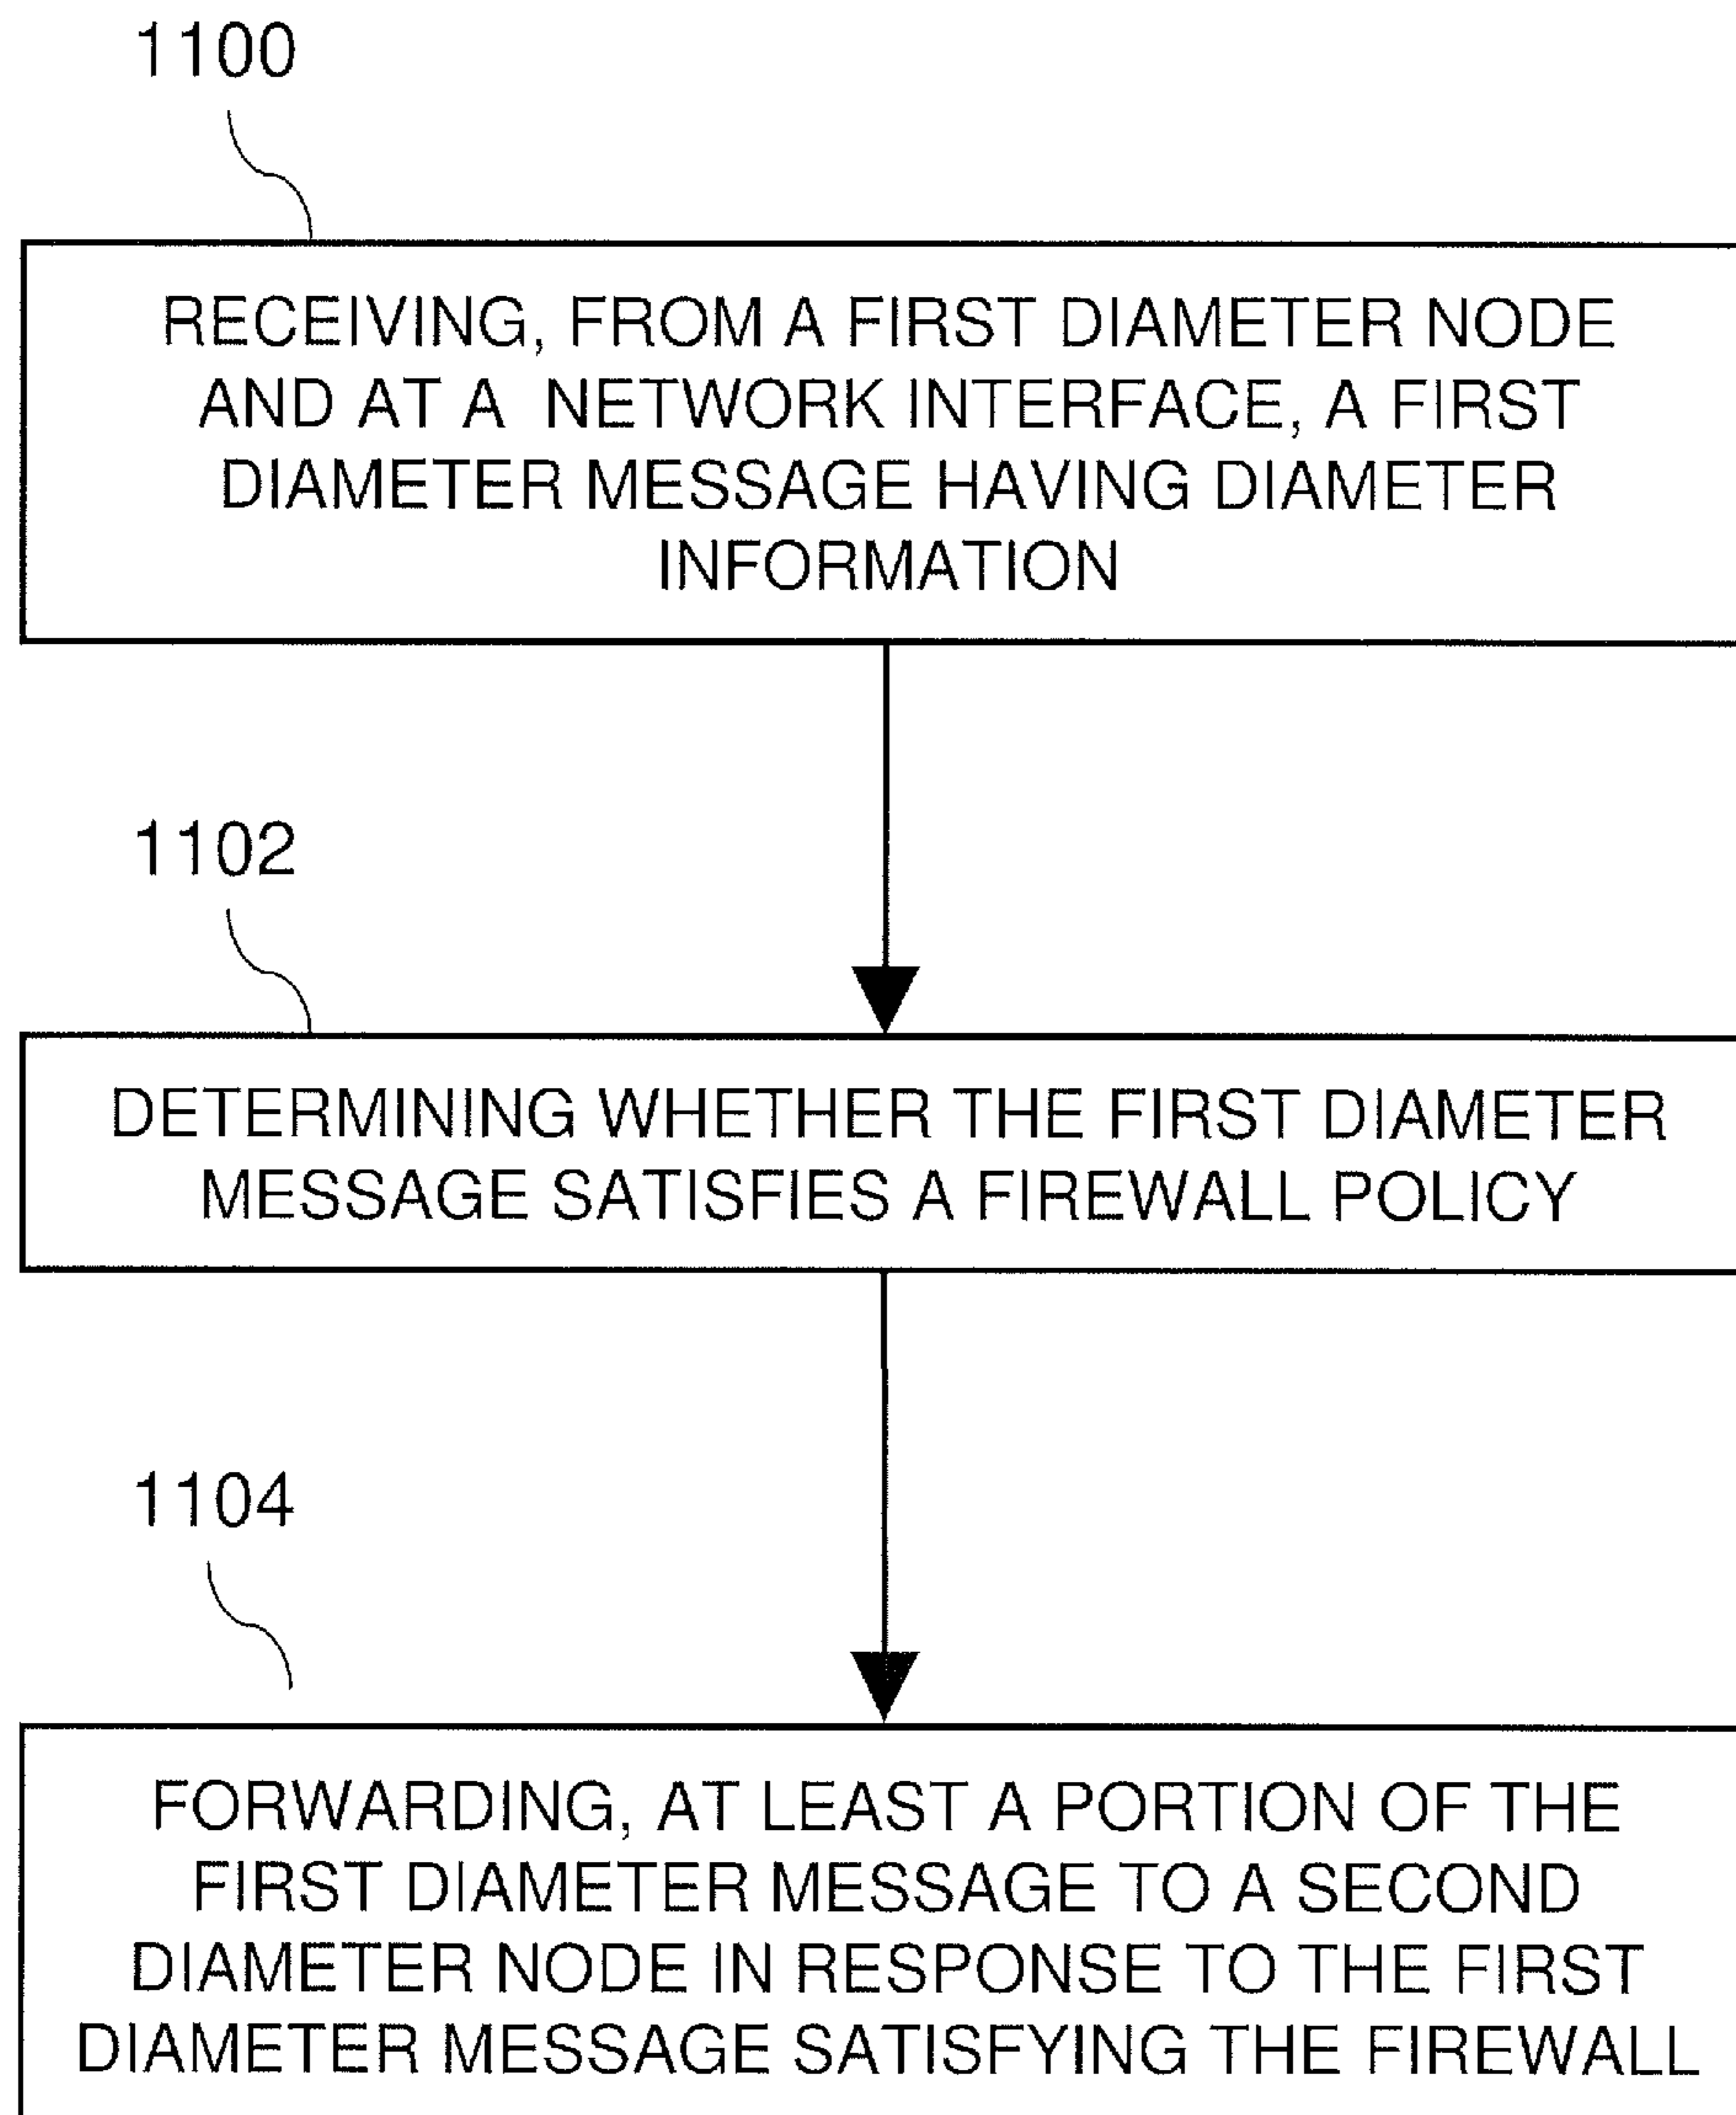 1100
RECEIVING, FROM A FIRST DIAMETER NODE
AND AT A NETWORK INTERFACE, A FIRST
DIAMETER MESSAGE HAVING DIAMETER
INFORMATION
1102
DETERMINING WHETHER THE FIRST DIAMETER
MESSAGE SATISFIES A FIREWALL POLICY
1104
FORWARDING, AT LEAST A PORTION OF THE
FIRST DIAMETER MESSAGE TO A SECOND
DIAMETER NODE IN RESPONSE TO THE FIRST
DIAMETER MESSAGE SATISFYING THE FIREWALL